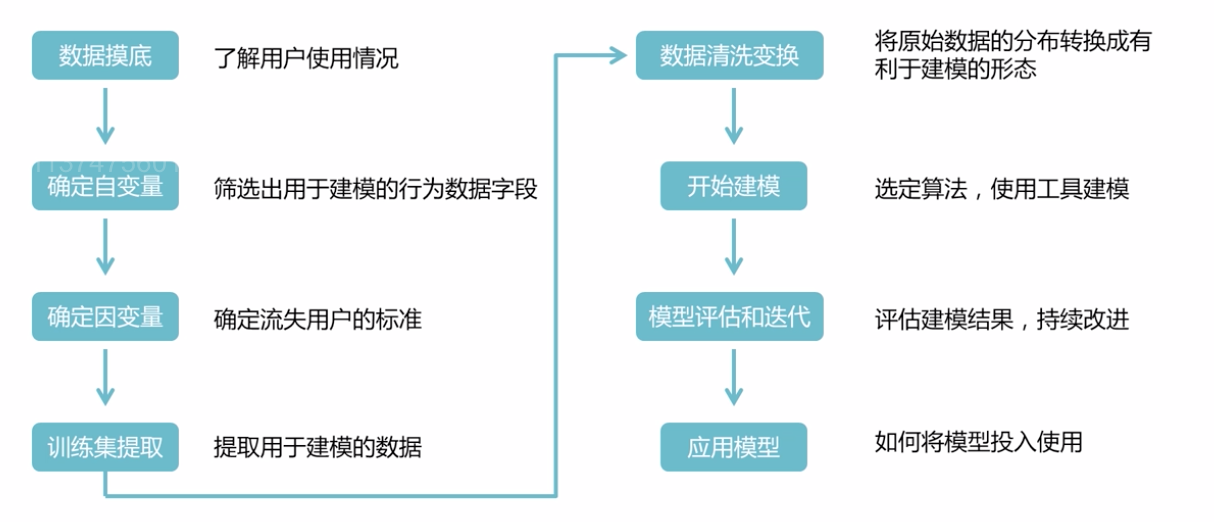 数据摸底
了解用户使用情况
确定自变量
筛选出用于建模的行为数据字段
确定因变量
确定流失用户的标准
训练集提取
提取用于建模的数据
数据清洗变换
将原始数据的分布转换成有
利于建模的形态
开始建模
选定算法，使用工具建模
模型评估和迭代
评估建模结果，持续改进
应用模型
如何将模型投入使用